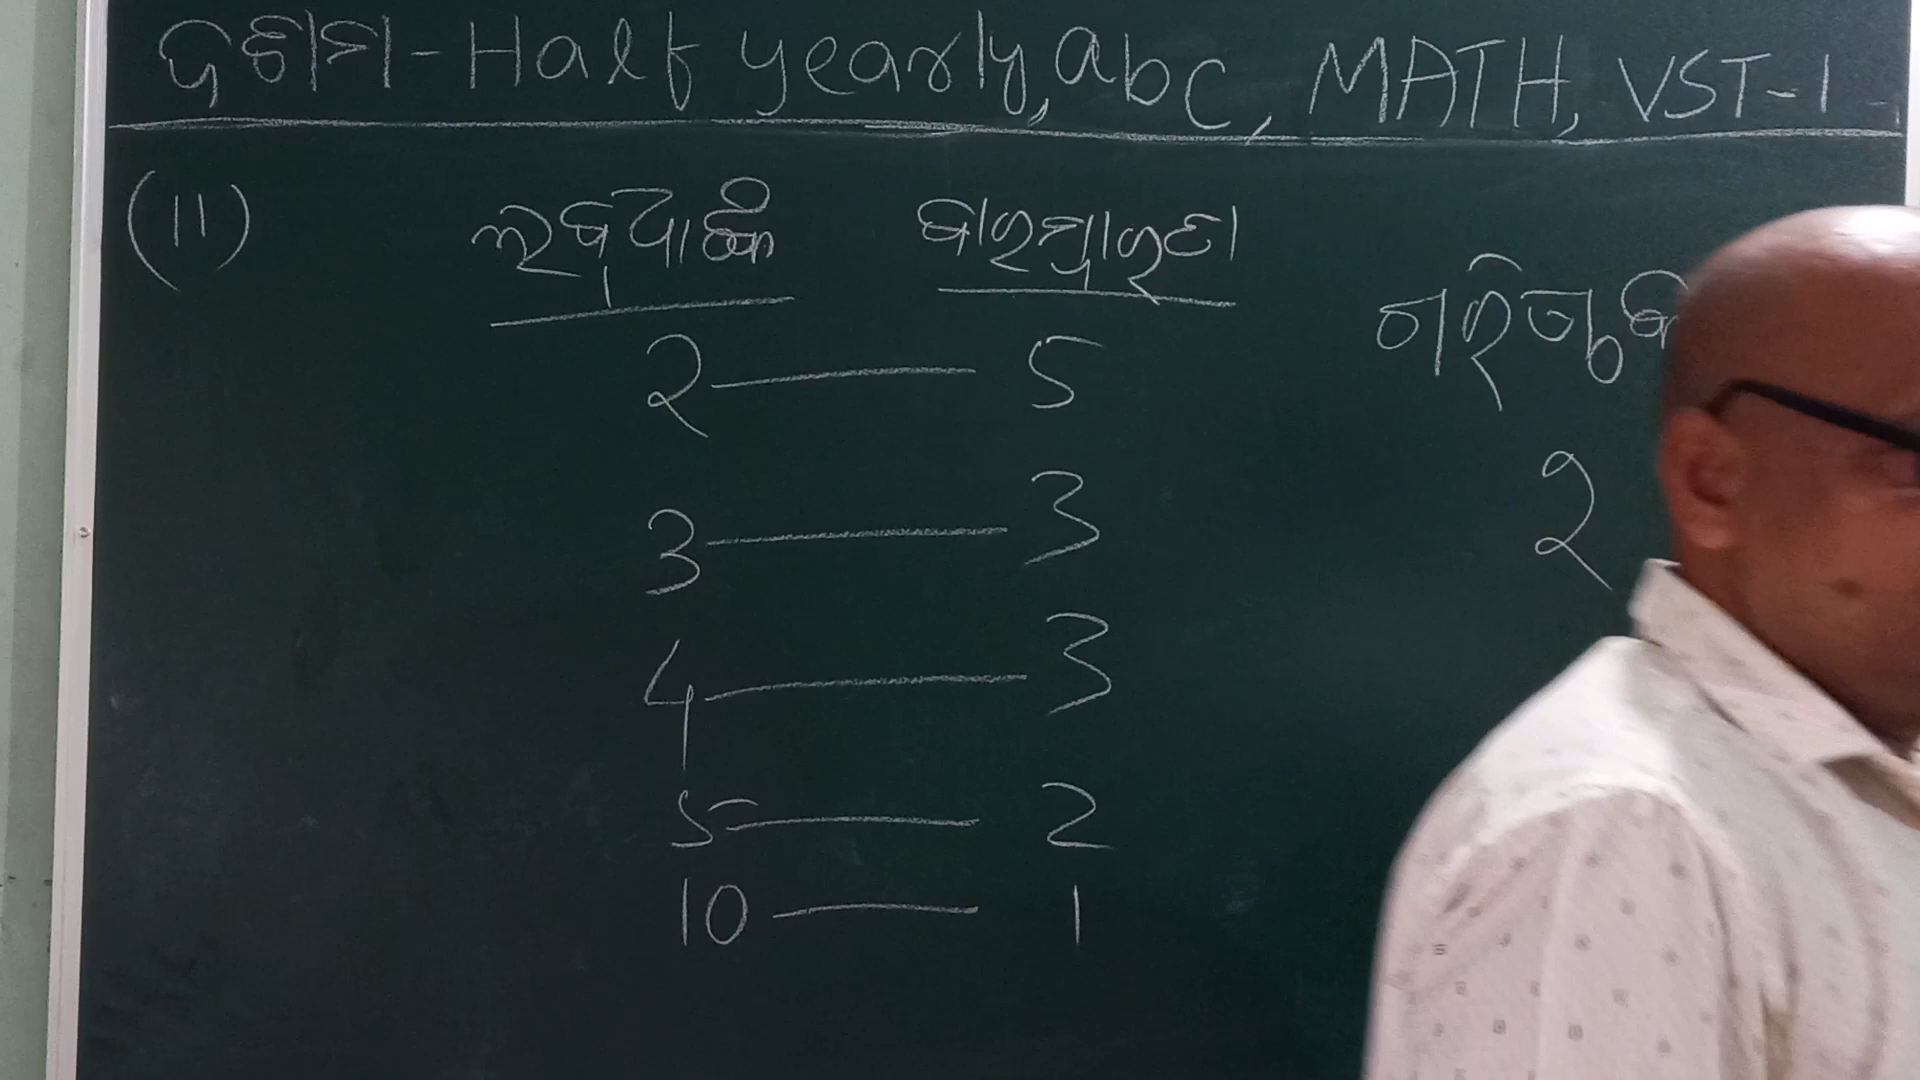 ଦଶମ - Half yearly, abc, MATH, VST-1
(11) ଲବ୍ଧାଙ୍କ ବାରମ୍ବାରତା
2 — 5
3 — 3
4 — 3
5 — 2
10 — 1
2